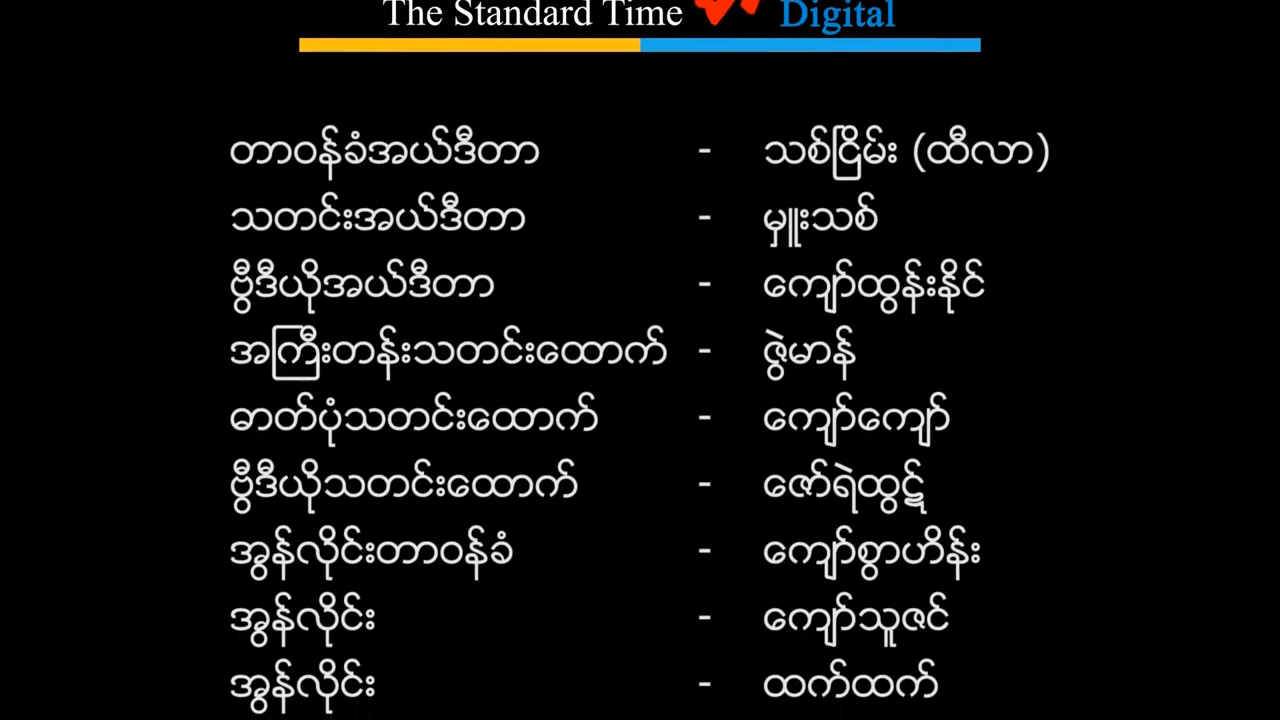 The Standard Time Digital
တာဝန်ခံအယ်ဒီတာ - သစ်ငြိမ်း (ထီလာ)
သတင်းအယ်ဒီတာ - မှူးသစ်
ဗွီဒီယိုအယ်ဒီတာ - ကျော်ထွန်းနိုင်
အကြီးတန်းသတင်းထောက် - ဇွဲမာန်
ဓာတ်ပုံသတင်းထောက် - ကျော်ကျော်
ဗွီဒီယိုသတင်းထောက် - ဇော်ရဲထွဋ်
အွန်လိုင်းတာဝန်ခံ - ကျော်စွာဟိန်း
အွန်လိုင်း - ကျော်သူဇင်
အွန်လိုင်း - ထက်ထက်